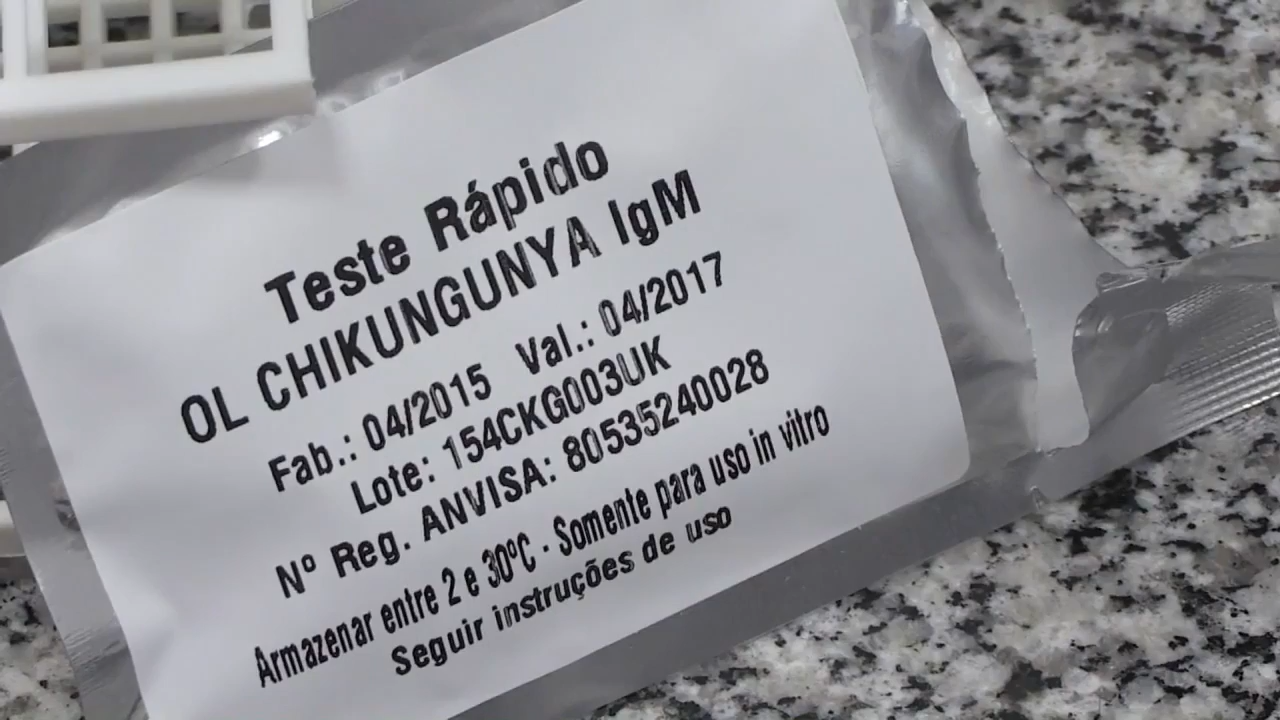 Teste Rápido
OL CHIKUNGUNYA IgM
Fab.: 04/2015 Val.: 04/2017
Lote: 154CKG003UK
Nº Reg. ANVISA: 80535240028
Armazenar entre 2 e 30ºC - Somente para uso in vitro
Seguir instruções de uso